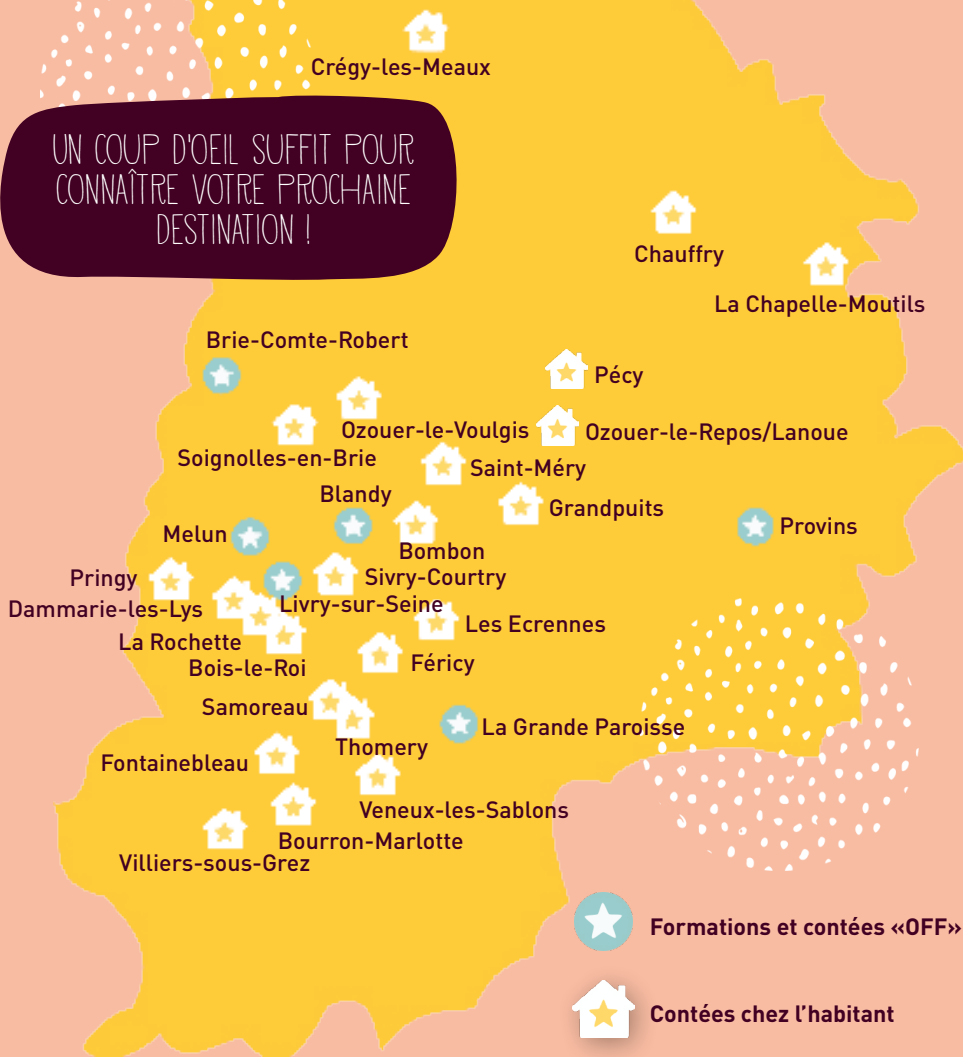 Crégy-les-Meaux
UN COUP D'OEIL SUFFIT POUR
CONNAÎTRE VOTRE PROCHAINE
DESTINATION !
Chauffry
La Chapelle-Moutils
Brie-Comte-Robert
Pécy
Ozouer-le-Voulgis
Ozouer-le-Repos/Lanoue
Soignolles-en-Brie
Saint-Méry
Blandy
Grandpuits
Melun
Provins
Bombon
Pringy
Sivry-Courtry
Dammarie-les-Lys
Livry-sur-Seine
Les Ecrennes
La Rochette
Bois-le-Roi
Féricy
Samoreau
La Grande Paroisse
Thomery
Fontainebleau
Veneux-les-Sablons
Bourron-Marlotte
Villiers-sous-Grez
Formations et contées «OFF»
Contées chez l'habitant